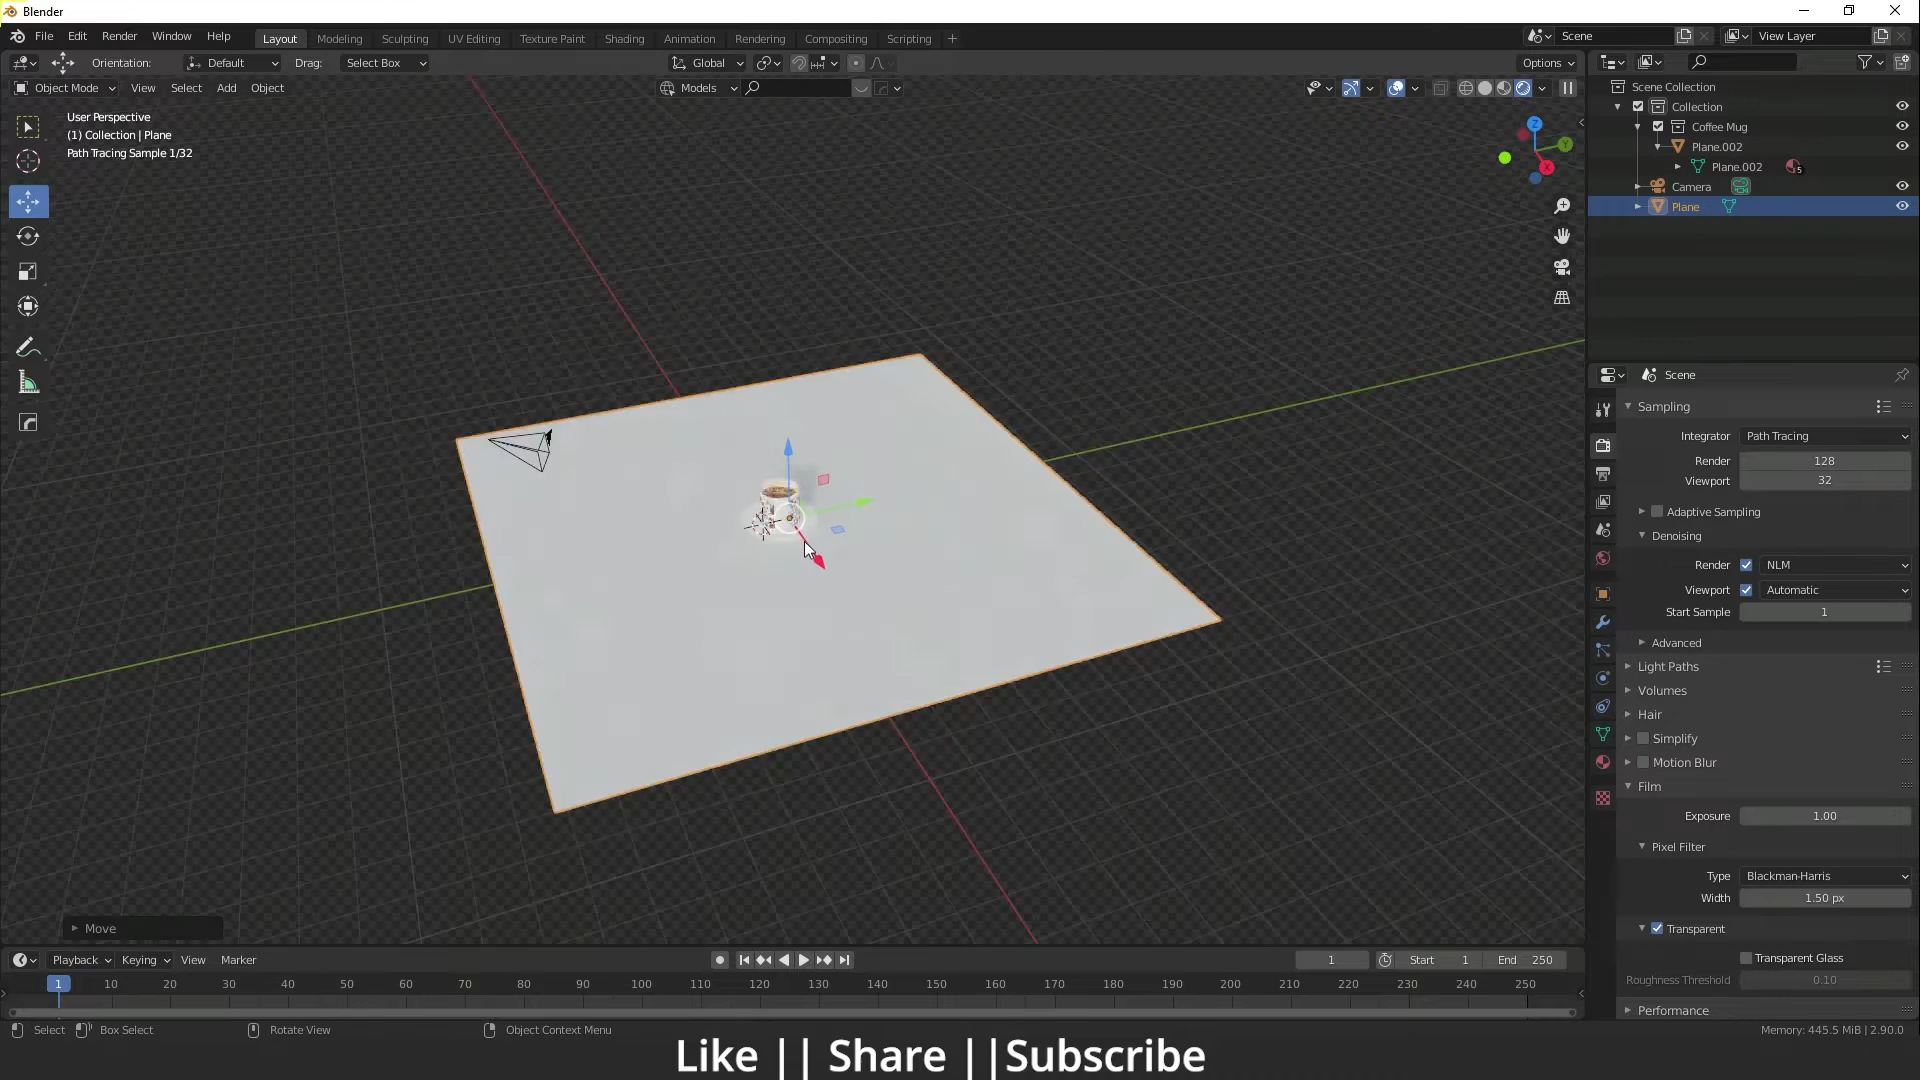 Blender
File Edit Render Window Help Layout Modeling Sculpting UV Editing Texture Paint Shading Animation Rendering Compositing Scripting + Scene View Layer
Orientation: Default Drag: Select Box Global Options
Object Mode View Select Add Object Models
User Perspective
(1) Collection | Plane
Path Tracing Sample 1/32
Z
Y
X
Scene Collection
Collection
Coffee Mug
Plane.002
Plane.002 5
Camera
Plane
Scene
Sampling
Integrator Path Tracing
Render 128
Viewport 32
Adaptive Sampling
Denoising
Render NLM
Viewport Automatic
Start Sample 1
Advanced
Light Paths
Volumes
Hair
Simplify
Motion Blur
Film
Exposure 1.00
Pixel Filter
Type Blackman-Harris
Width 1.50 px
Transparent
Transparent Glass
Roughness Threshold 0.10
Performance
Move
Playback Keying View Marker 1 Start 1 End 250
1 10 20 30 40 50 60 70 80 90 100 110 120 130 140 150 160 170 180 190 200 210 220 230 240 250
Select Box Select Rotate View Object Context Menu Memory: 445.5 MiB | 2.90.0
Like || Share ||Subscribe